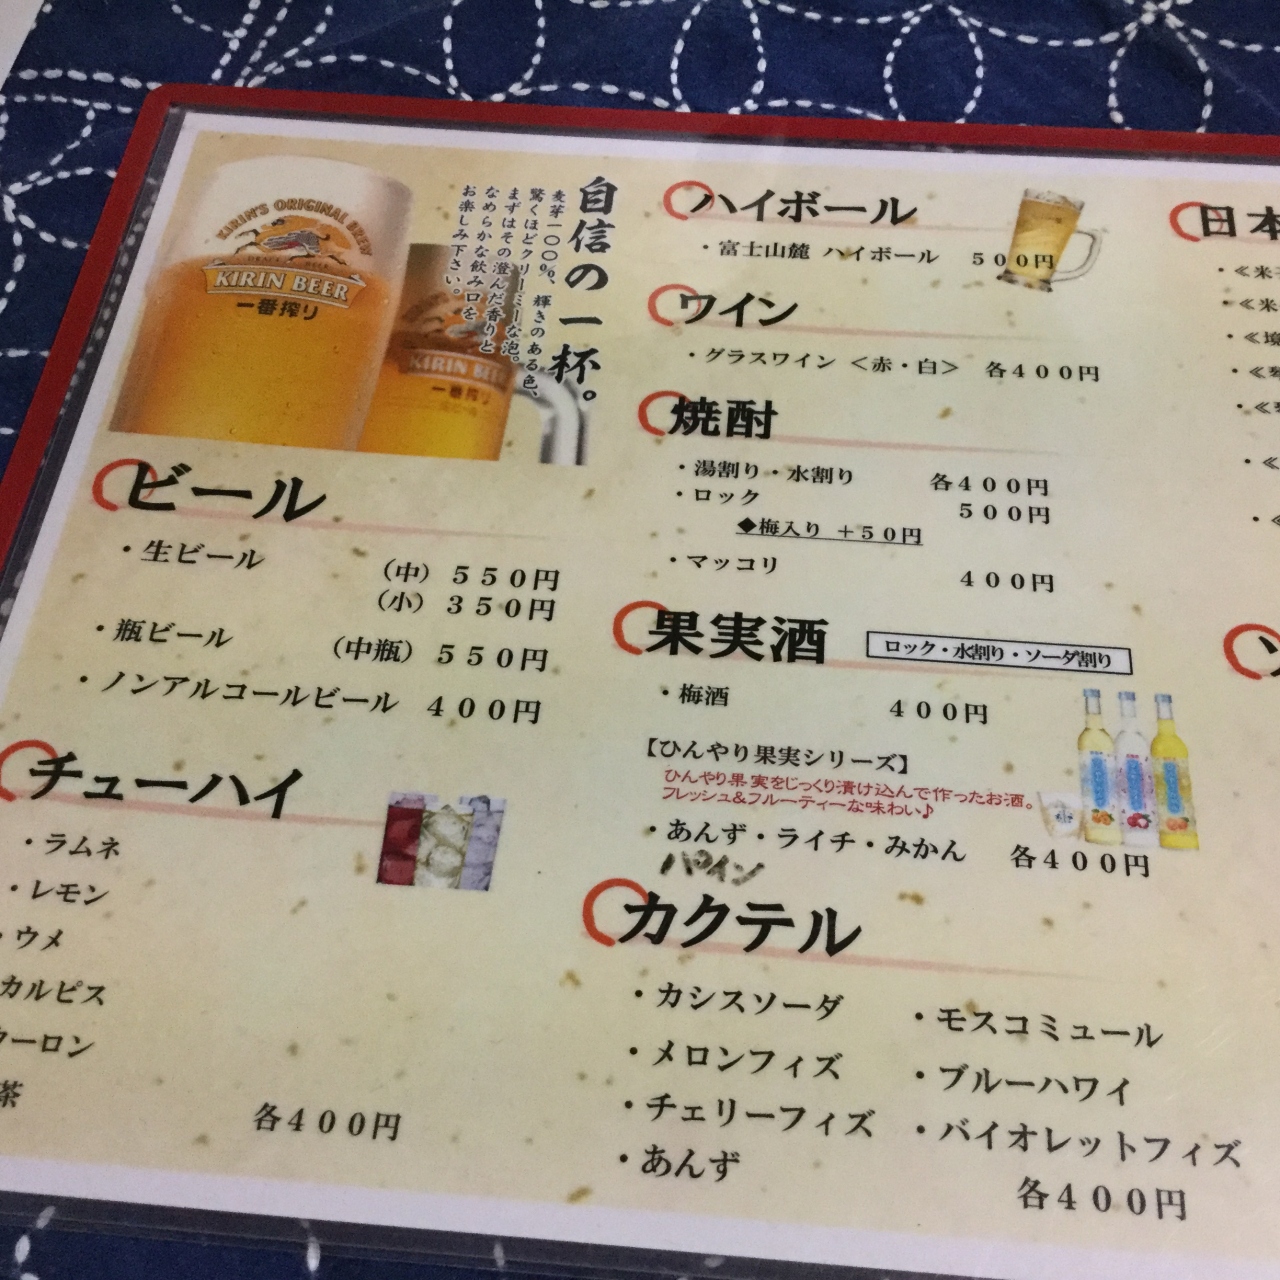 KIRIN'S ORIGINAL BREW
KIRIN BEER
一番搾り
自信の一杯。
麦芽一〇〇%、輝きのある色、
驚くほどクリーミーな泡。
まずはその澄んだ香りと
なめらかな飲み口を
お楽しみ下さい。
ビール
・生ビール (中) 550円
(小) 350円
・瓶ビール (中瓶) 550円
・ノンアルコールビール 400円
チューハイ
・ラムネ
・レモン
・ウメ
カルピス
ウーロン
茶
各400円
ハイボール
・富士山麓 ハイボール 500円
ワイン
・グラスワイン <赤・白> 各400円
焼酎
・湯割り・水割り 各400円
・ロック 500円
◆梅入り +50円
・マッコリ 400円
果実酒 ロック・水割り・ソーダ割り
・梅酒 400円
【ひんやり果実シリーズ】
ひんやり果実をじっくり漬け込んで作ったお酒。
フレッシュ&フルーティーな味わい♪
・あんず・ライチ・みかん 各400円
パイン
カクテル
・カシスソーダ
・メロンフィズ
・チェリーフィズ
・あんず
・モスコミュール
・ブルーハワイ
・バイオレットフィズ
各400円
日本
・≪米
・≪米